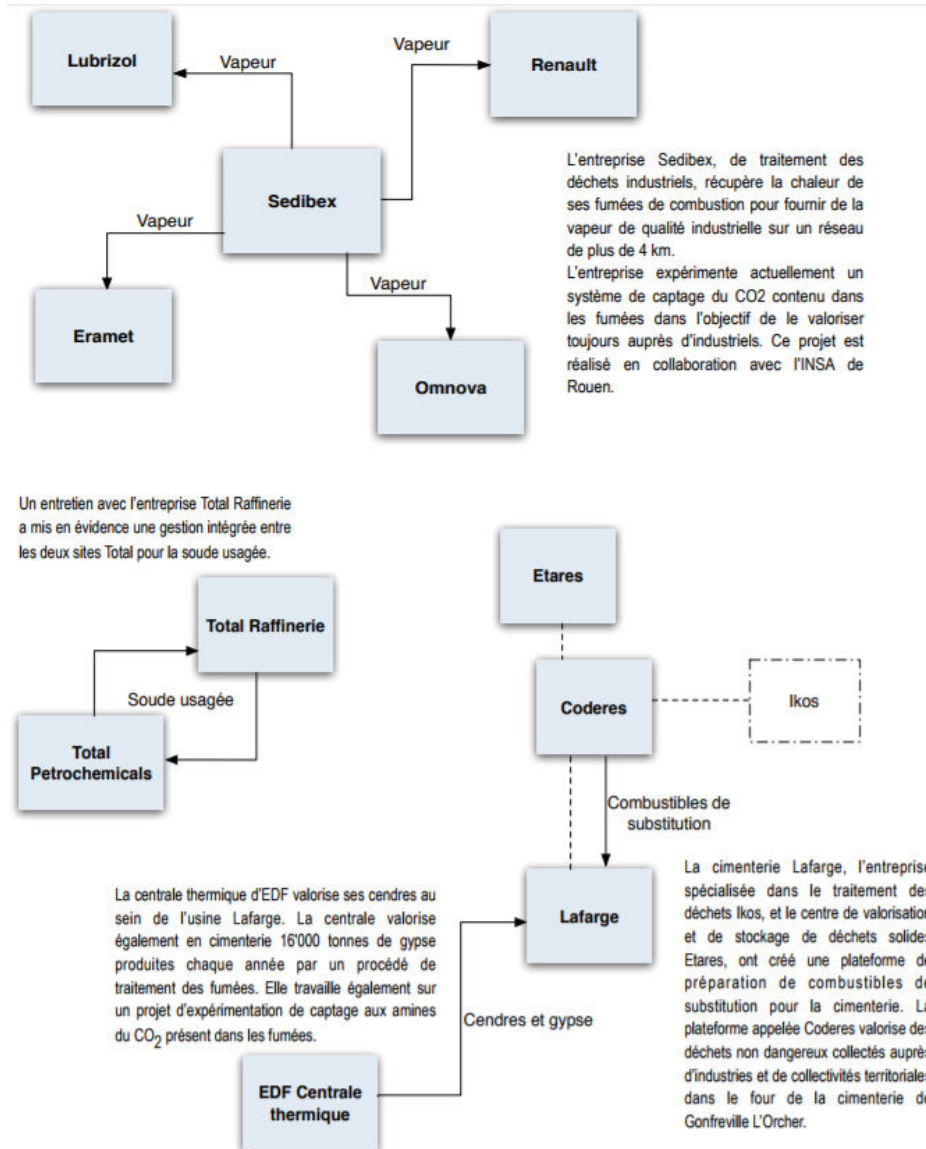 Lubrizol
Vapeur
Vapeur
Renault
Sedibex
L'entreprise Sedibex, de traitement des
déchets industriels, récupère la chaleur de
ses fumées de combustion pour fournir de la
vapeur de qualité industrielle sur un réseau
de plus de 4 km.
L'entreprise expérimente actuellement un
système de captage du CO2 contenu dans
les fumées dans l'objectif de le valoriser
toujours auprès d'industriels. Ce projet est
réalisé en collaboration avec l'INSA de
Rouen.
Vapeur
Vapeur
Eramet
Omnova
Un entretien avec l'entreprise Total Raffinerie
a mis en évidence une gestion intégrée entre
les deux sites Total pour la soude usagée.
Total Raffinerie
Soude usagée
Total
Petrochemicals
Etares
Coderes
Ikos
Combustibles de
substitution
Lafarge
La centrale thermique d'EDF valorise ses cendres au
sein de l'usine Lafarge. La centrale valorise
également en cimenterie 16'000 tonnes de gypse
produites chaque année par un procédé de
traitement des fumées. Elle travaille également sur
un projet d'expérimentation de captage aux amines
du CO2 présent dans les fumées.
Cendres et gypse
EDF Centrale
thermique
La cimenterie Lafarge, l'entreprise
spécialisée dans le traitement des
déchets Ikos, et le centre de valorisation
et de stockage de déchets solides
Etares, ont créé une plateforme de
préparation de combustibles de
substitution pour la cimenterie. La
plateforme appelée Coderes valorise des
déchets non dangereux collectés auprès
d'industries et de collectivités territoriales
dans le four de la cimenterie de
Gonfreville L'Orcher.